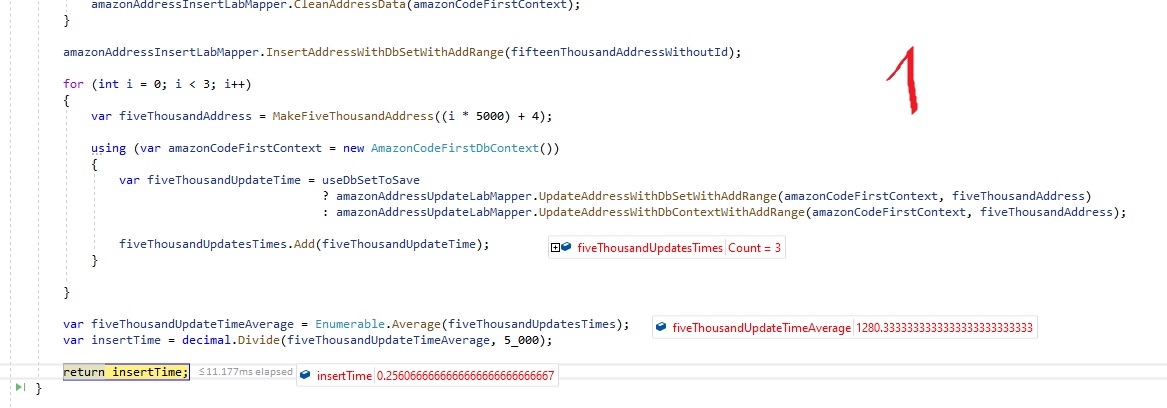 amazonAddressInsertLabMapper.CleanAddressData(amazonCodeFirstContext);
}
amazonAddressInsertLabMapper.InsertAddressWithDbSetWithAddRange(fifteenThousandAddressWithoutId);
1
for (int i = 0; i < 3; i++)
{
var fiveThousandAddress = MakeFiveThousandAddress((i * 5000) + 4);
using (var amazonCodeFirstContext = new AmazonCodeFirstDbContext())
{
var fiveThousandUpdateTime = useDbSetToSave
? amazonAddressUpdateLabMapper.UpdateAddressWithDbSetWithAddRange(amazonCodeFirstContext, fiveThousandAddress)
: amazonAddressUpdateLabMapper.UpdateAddressWithDbContextWithAddRange(amazonCodeFirstContext, fiveThousandAddress);
fiveThousandUpdatesTimes.Add(fiveThousandUpdateTime); fiveThousandUpdatesTimes Count = 3
}
}
var fiveThousandUpdateTimeAverage = Enumerable.Average(fiveThousandUpdatesTimes); fiveThousandUpdateTimeAverage 1280.3333333333333333333333333
var insertTime = decimal.Divide(fiveThousandUpdateTimeAverage, 5_000);
return insertTime; ≤11.177ms elapsed insertTime 0.2560666666666666666666666667
}